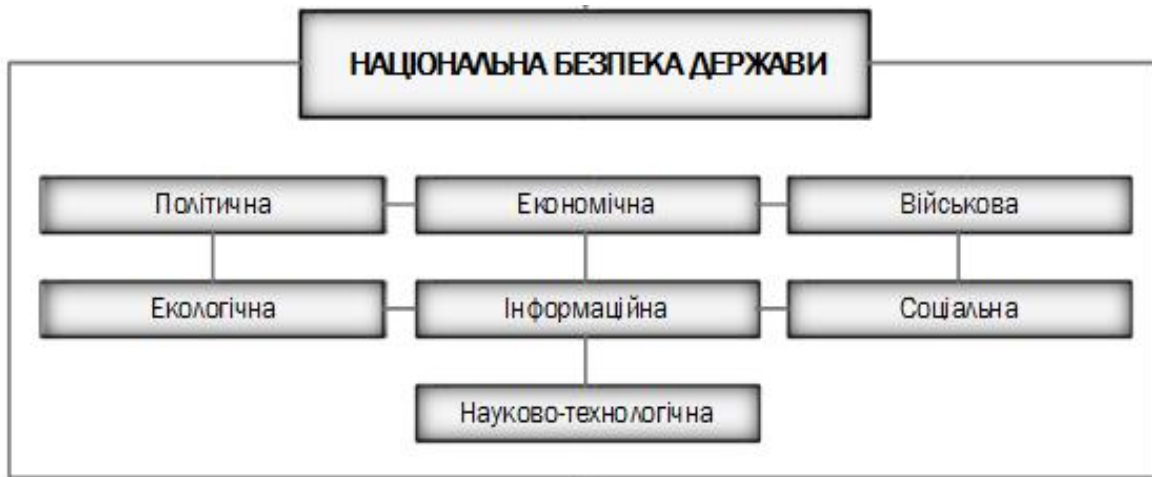 НАЦІОНАЛЬНА БЕЗПЕКА ДЕРЖАВИ
Політична
Економічна
Військова
Екологічна
Інформаційна
Соціальна
Науково-технологічна